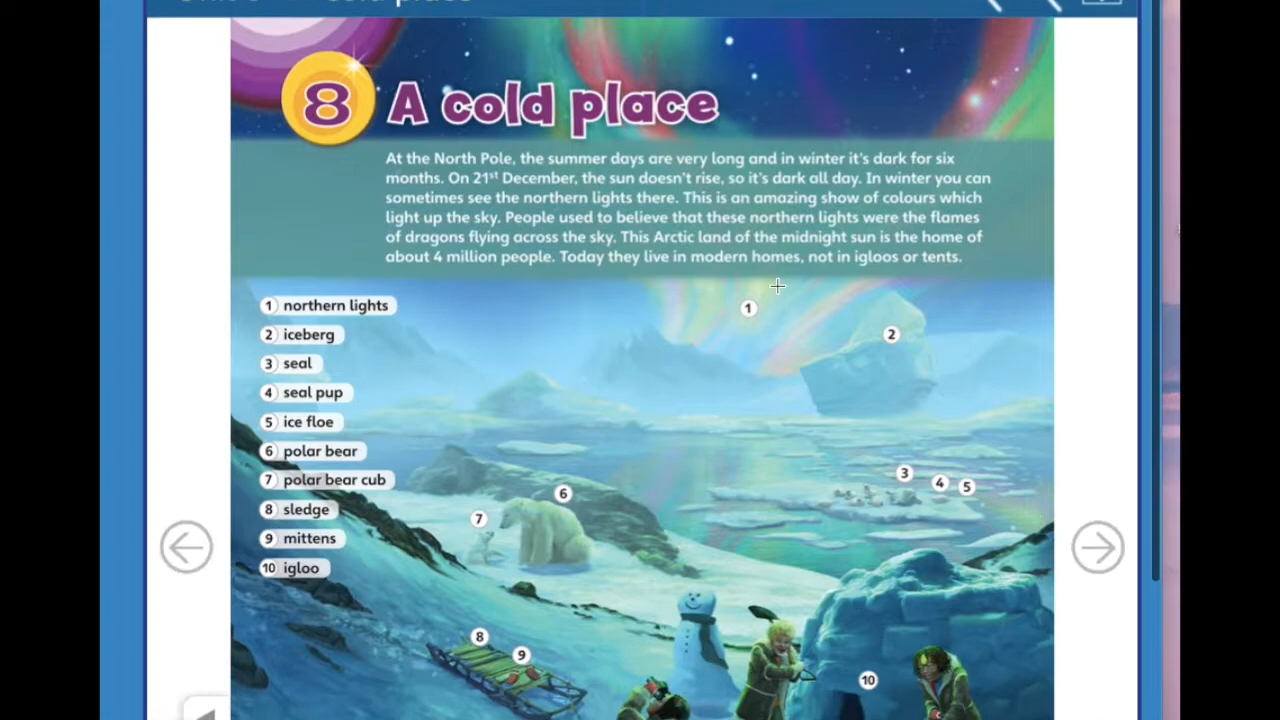 8 A cold place
At the North Pole, the summer days are very long and in winter it's dark for six
months. On 21st December, the sun doesn't rise, so it's dark all day. In winter you can
sometimes see the northern lights there. This is an amazing show of colours which
light up the sky. People used to believe that these northern lights were the flames
of dragons flying across the sky. This Arctic land of the midnight sun is the home of
about 4 million people. Today they live in modern homes, not in igloos or tents.
1 northern lights
2 iceberg
3 seal
4 seal pup
5 ice floe
6 polar bear
7 polar bear cub
8 sledge
9 mittens
10 igloo
1
2
3
4
5
6
7
8
9
10